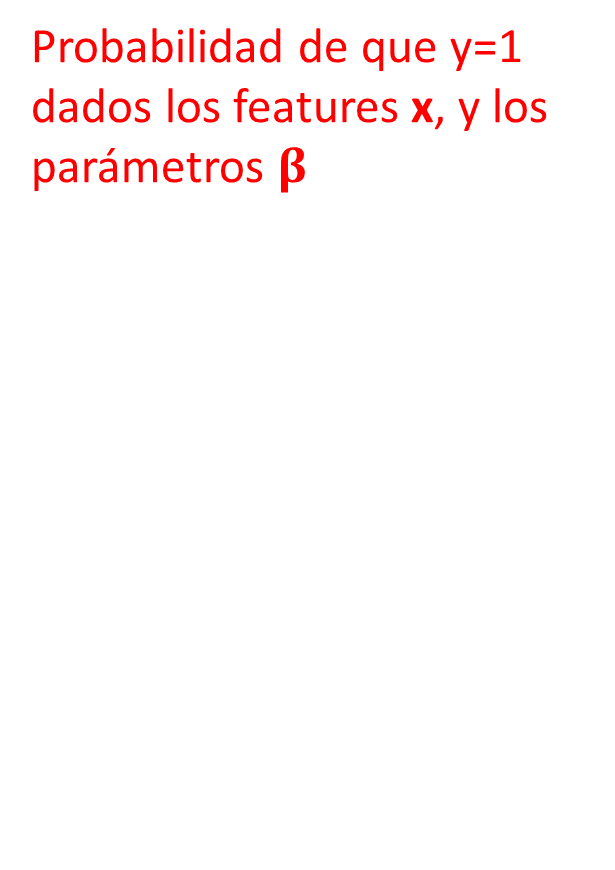 Probabilidad de que y=1
dados los features x, y los
parámetros β